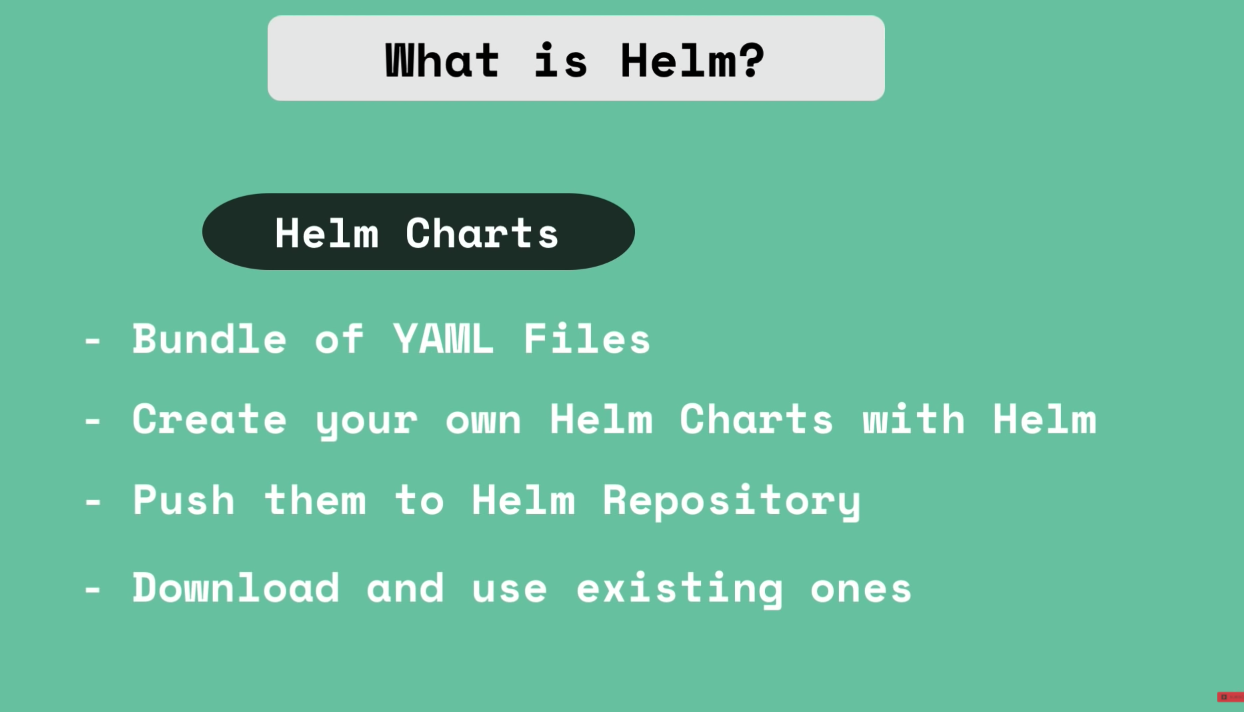 What is Helm?
Helm Charts
- Bundle of YAML Files
- Create your own Helm Charts with Helm
- Push them to Helm Repository
- Download and use existing ones